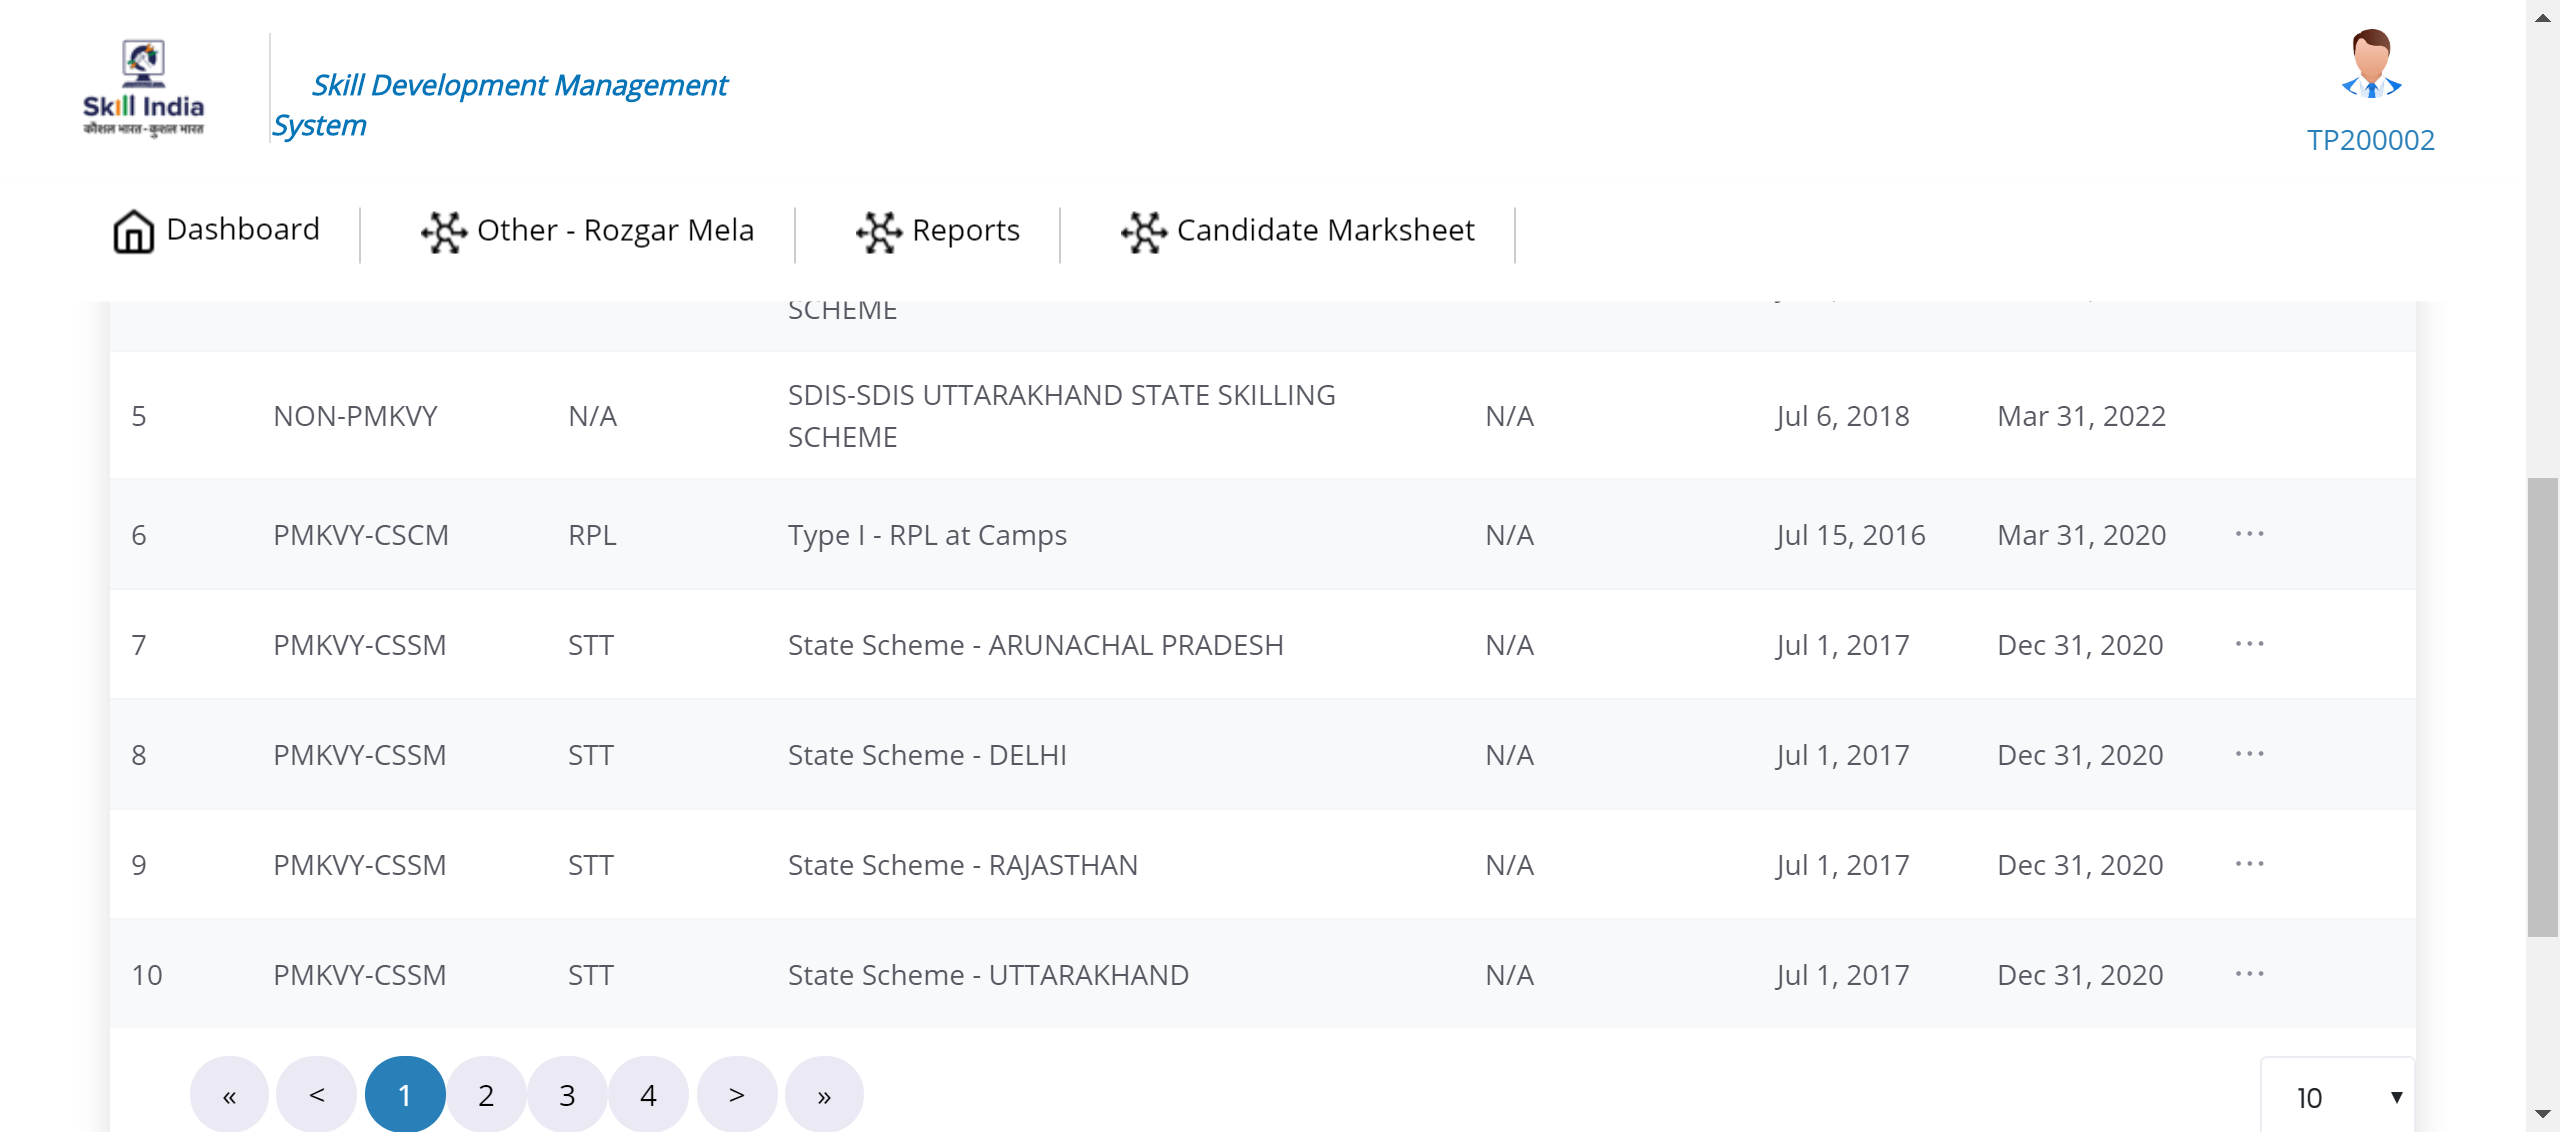 Skill India
कौशल भारत - कुशल भारत
Skill Development Management
System
TP200002
Dashboard
Other - Rozgar Mela
Reports
Candidate Marksheet
SCHEME
5 NON-PMKVY N/A SDIS-SDIS UTTARAKHAND STATE SKILLING SCHEME N/A Jul 6, 2018 Mar 31, 2022
6 PMKVY-CSCM RPL Type I - RPL at Camps N/A Jul 15, 2016 Mar 31, 2020 ...
7 PMKVY-CSSM STT State Scheme - ARUNACHAL PRADESH N/A Jul 1, 2017 Dec 31, 2020 ...
8 PMKVY-CSSM STT State Scheme - DELHI N/A Jul 1, 2017 Dec 31, 2020 ...
9 PMKVY-CSSM STT State Scheme - RAJASTHAN N/A Jul 1, 2017 Dec 31, 2020 ...
10 PMKVY-CSSM STT State Scheme - UTTARAKHAND N/A Jul 1, 2017 Dec 31, 2020 ...
« < 1 2 3 4 > » 10